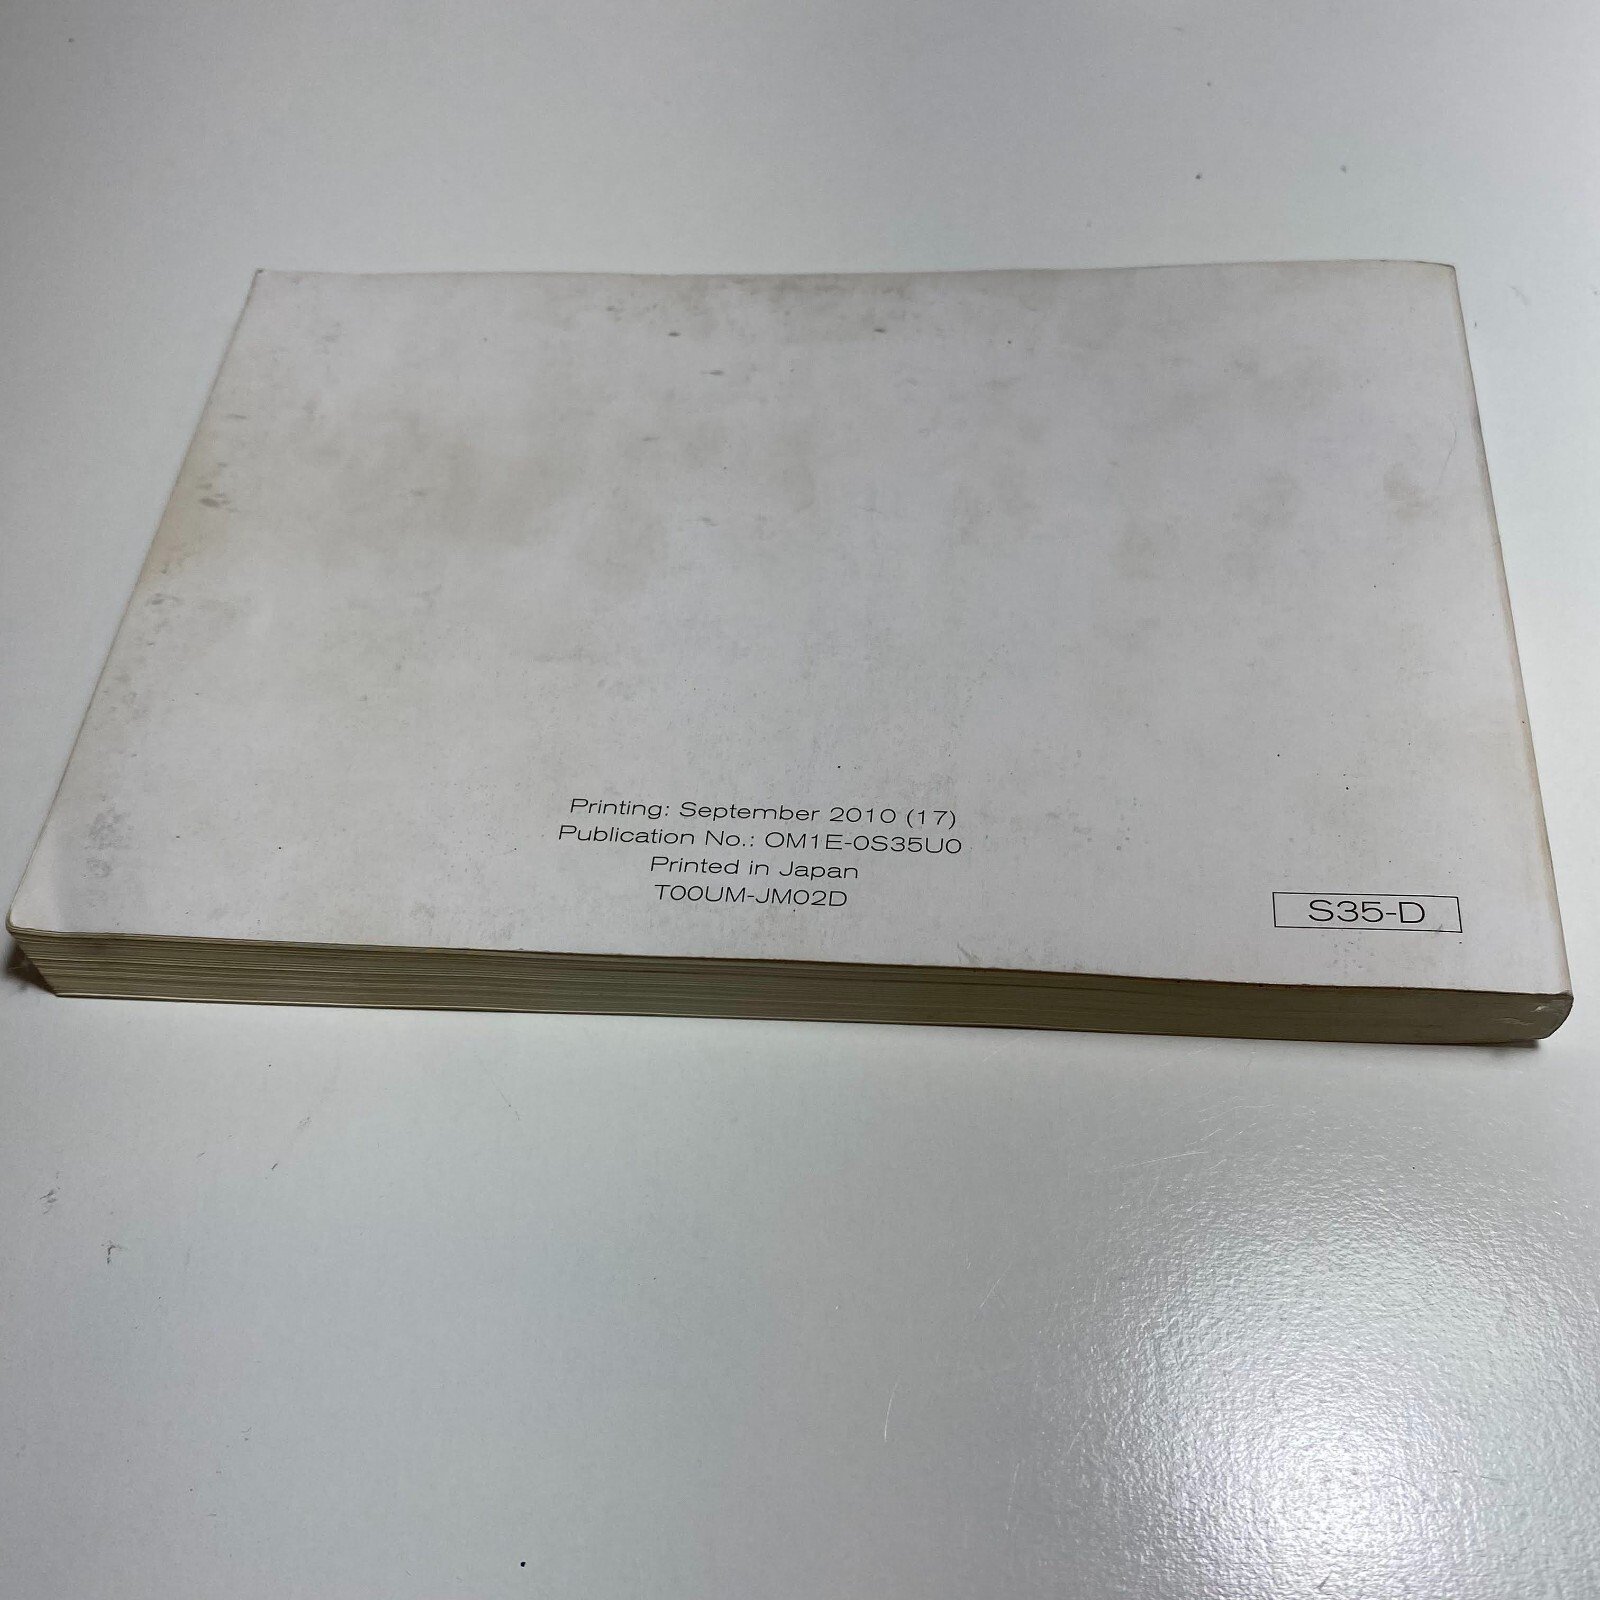 Printing: September 2010 (17)
Publication No.: OM1E-0S35U0
Printed in Japan
T00UM-JM02D
S35-D